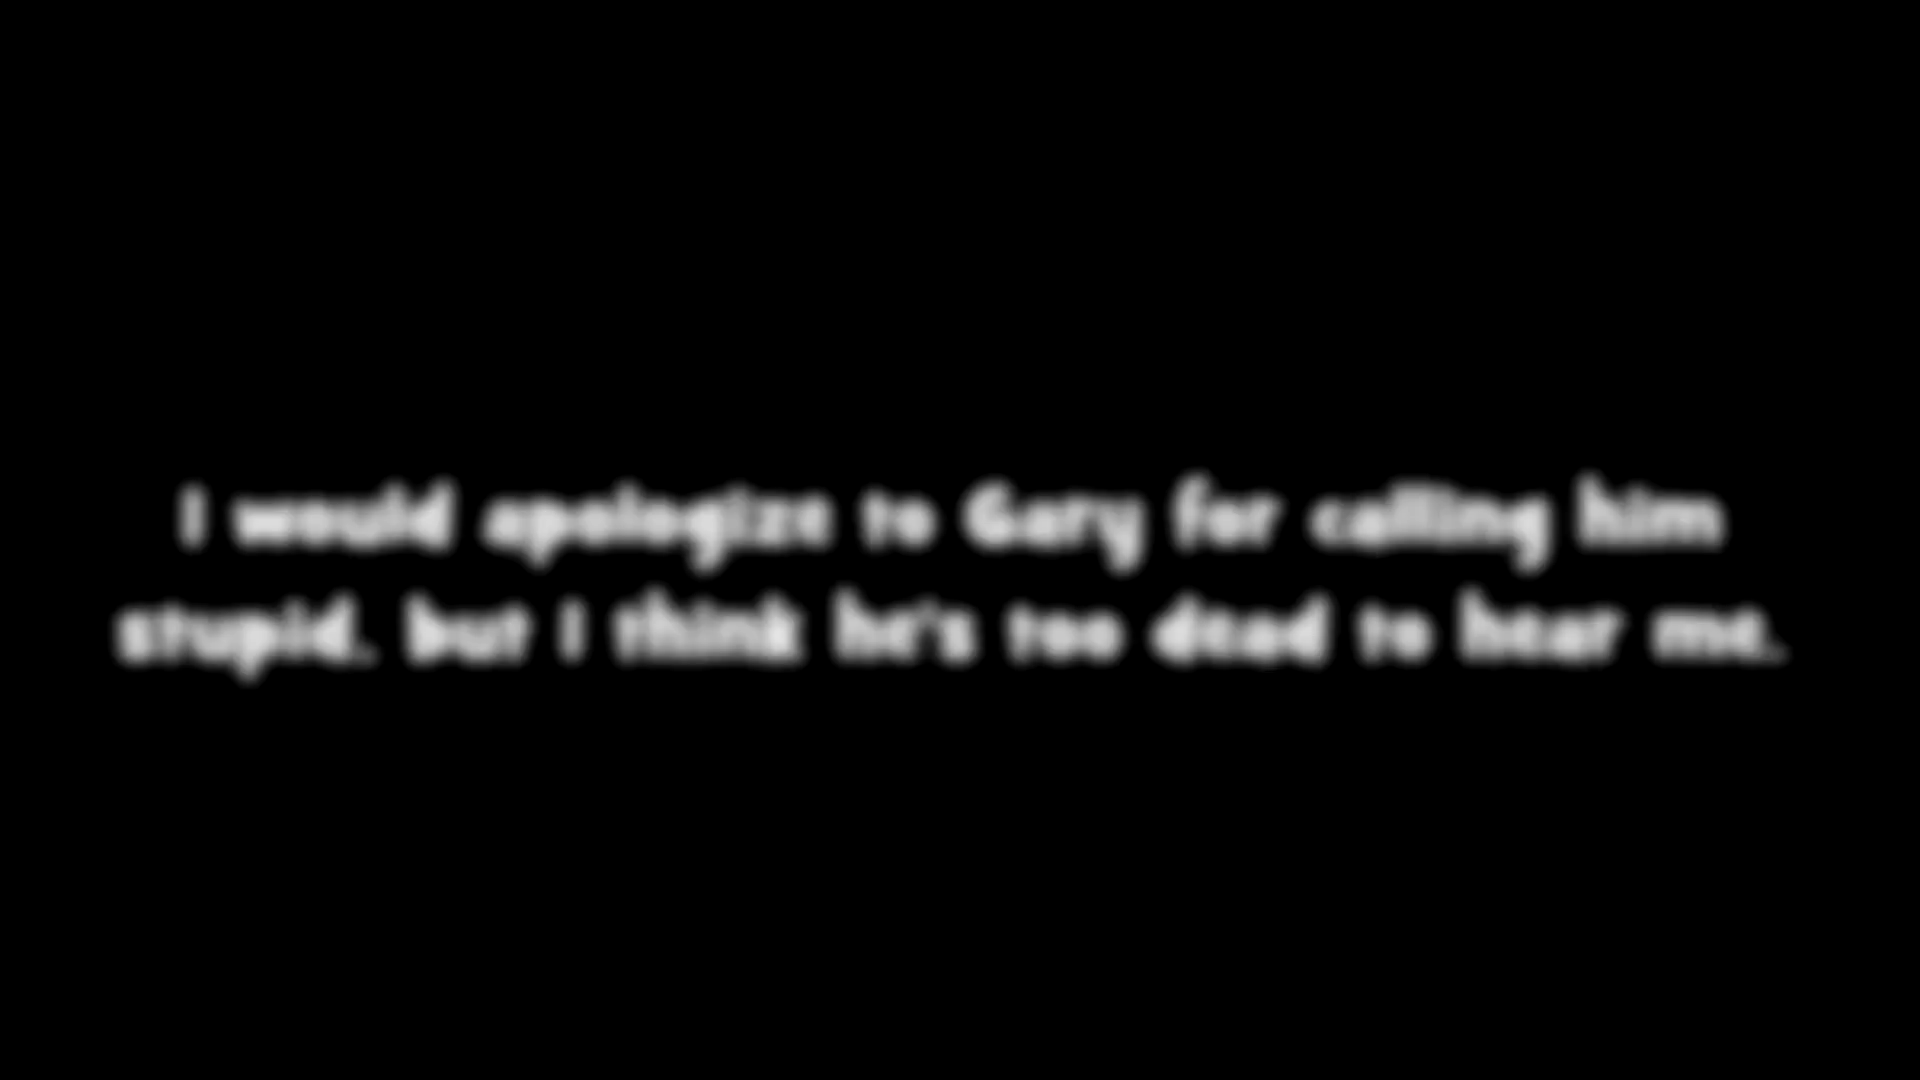 I would apologize to Gary for calling him
stupid, but I think he's too dead to hear me.